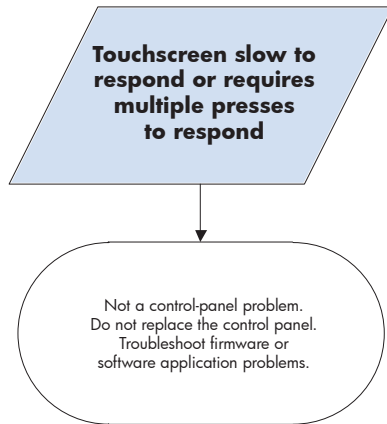 Touchscreen slow to
respond or requires
multiple presses
to respond
Not a control-panel problem.
Do not replace the control panel.
Troubleshoot firmware or
software application problems.